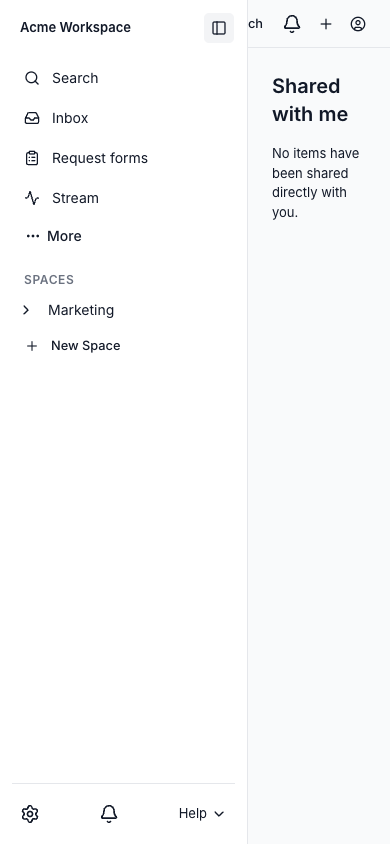 Acme Workspace
Search
Inbox
Request forms
Stream
More
SPACES
Marketing
New Space
Help
ch
Shared
with me
No items have
been shared
directly with
you.